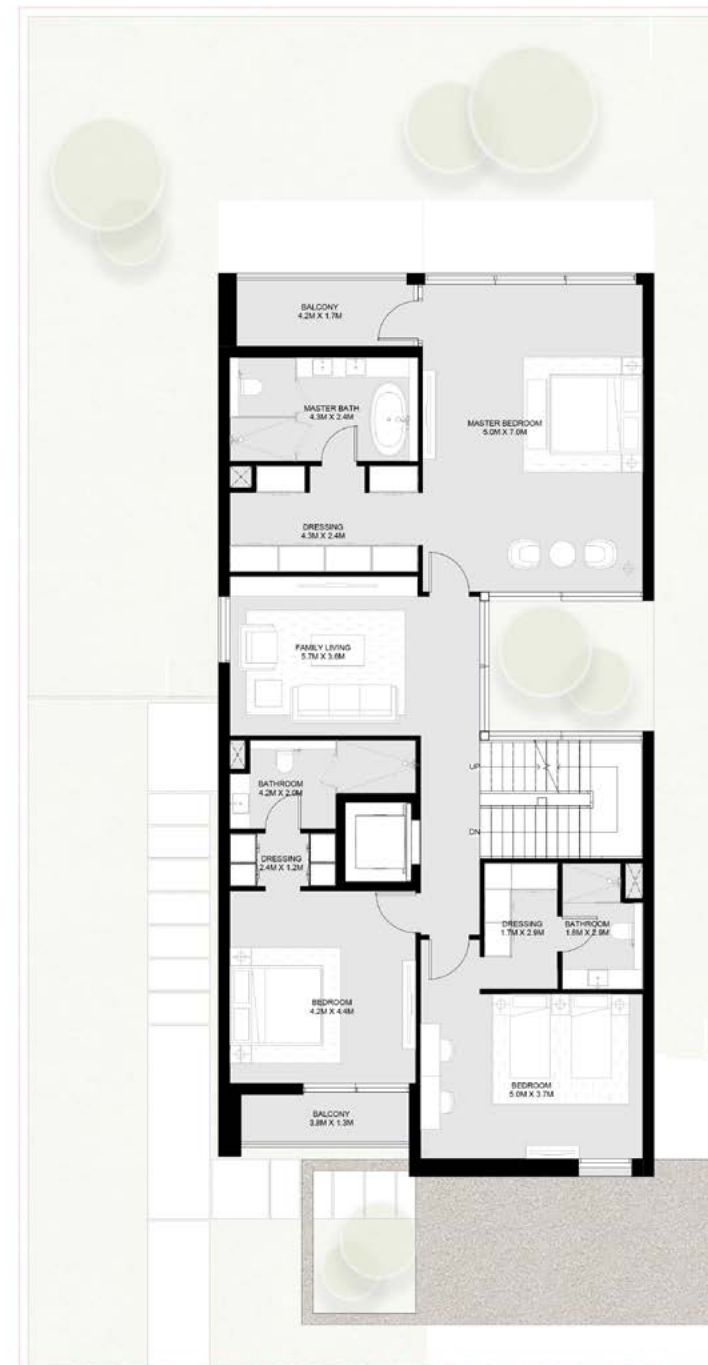 BALCONY
4.2M X 1.7M
MASTER BATH
4.3M X 2.4M
MASTER BEDROOM
5.0M X 7.0M
DRESSING
4.3M X 2.4M
FAMILY LIVING
5.7M X 3.6M
UP
DN
BATHROOM
4.2M X 2.0M
DRESSING
2.4M X 1.2M
DRESSING
1.7M X 2.9M
BATHROOM
1.8M X 2.9M
BEDROOM
4.2M X 4.4M
BEDROOM
5.0M X 3.7M
BALCONY
3.8M X 1.3M